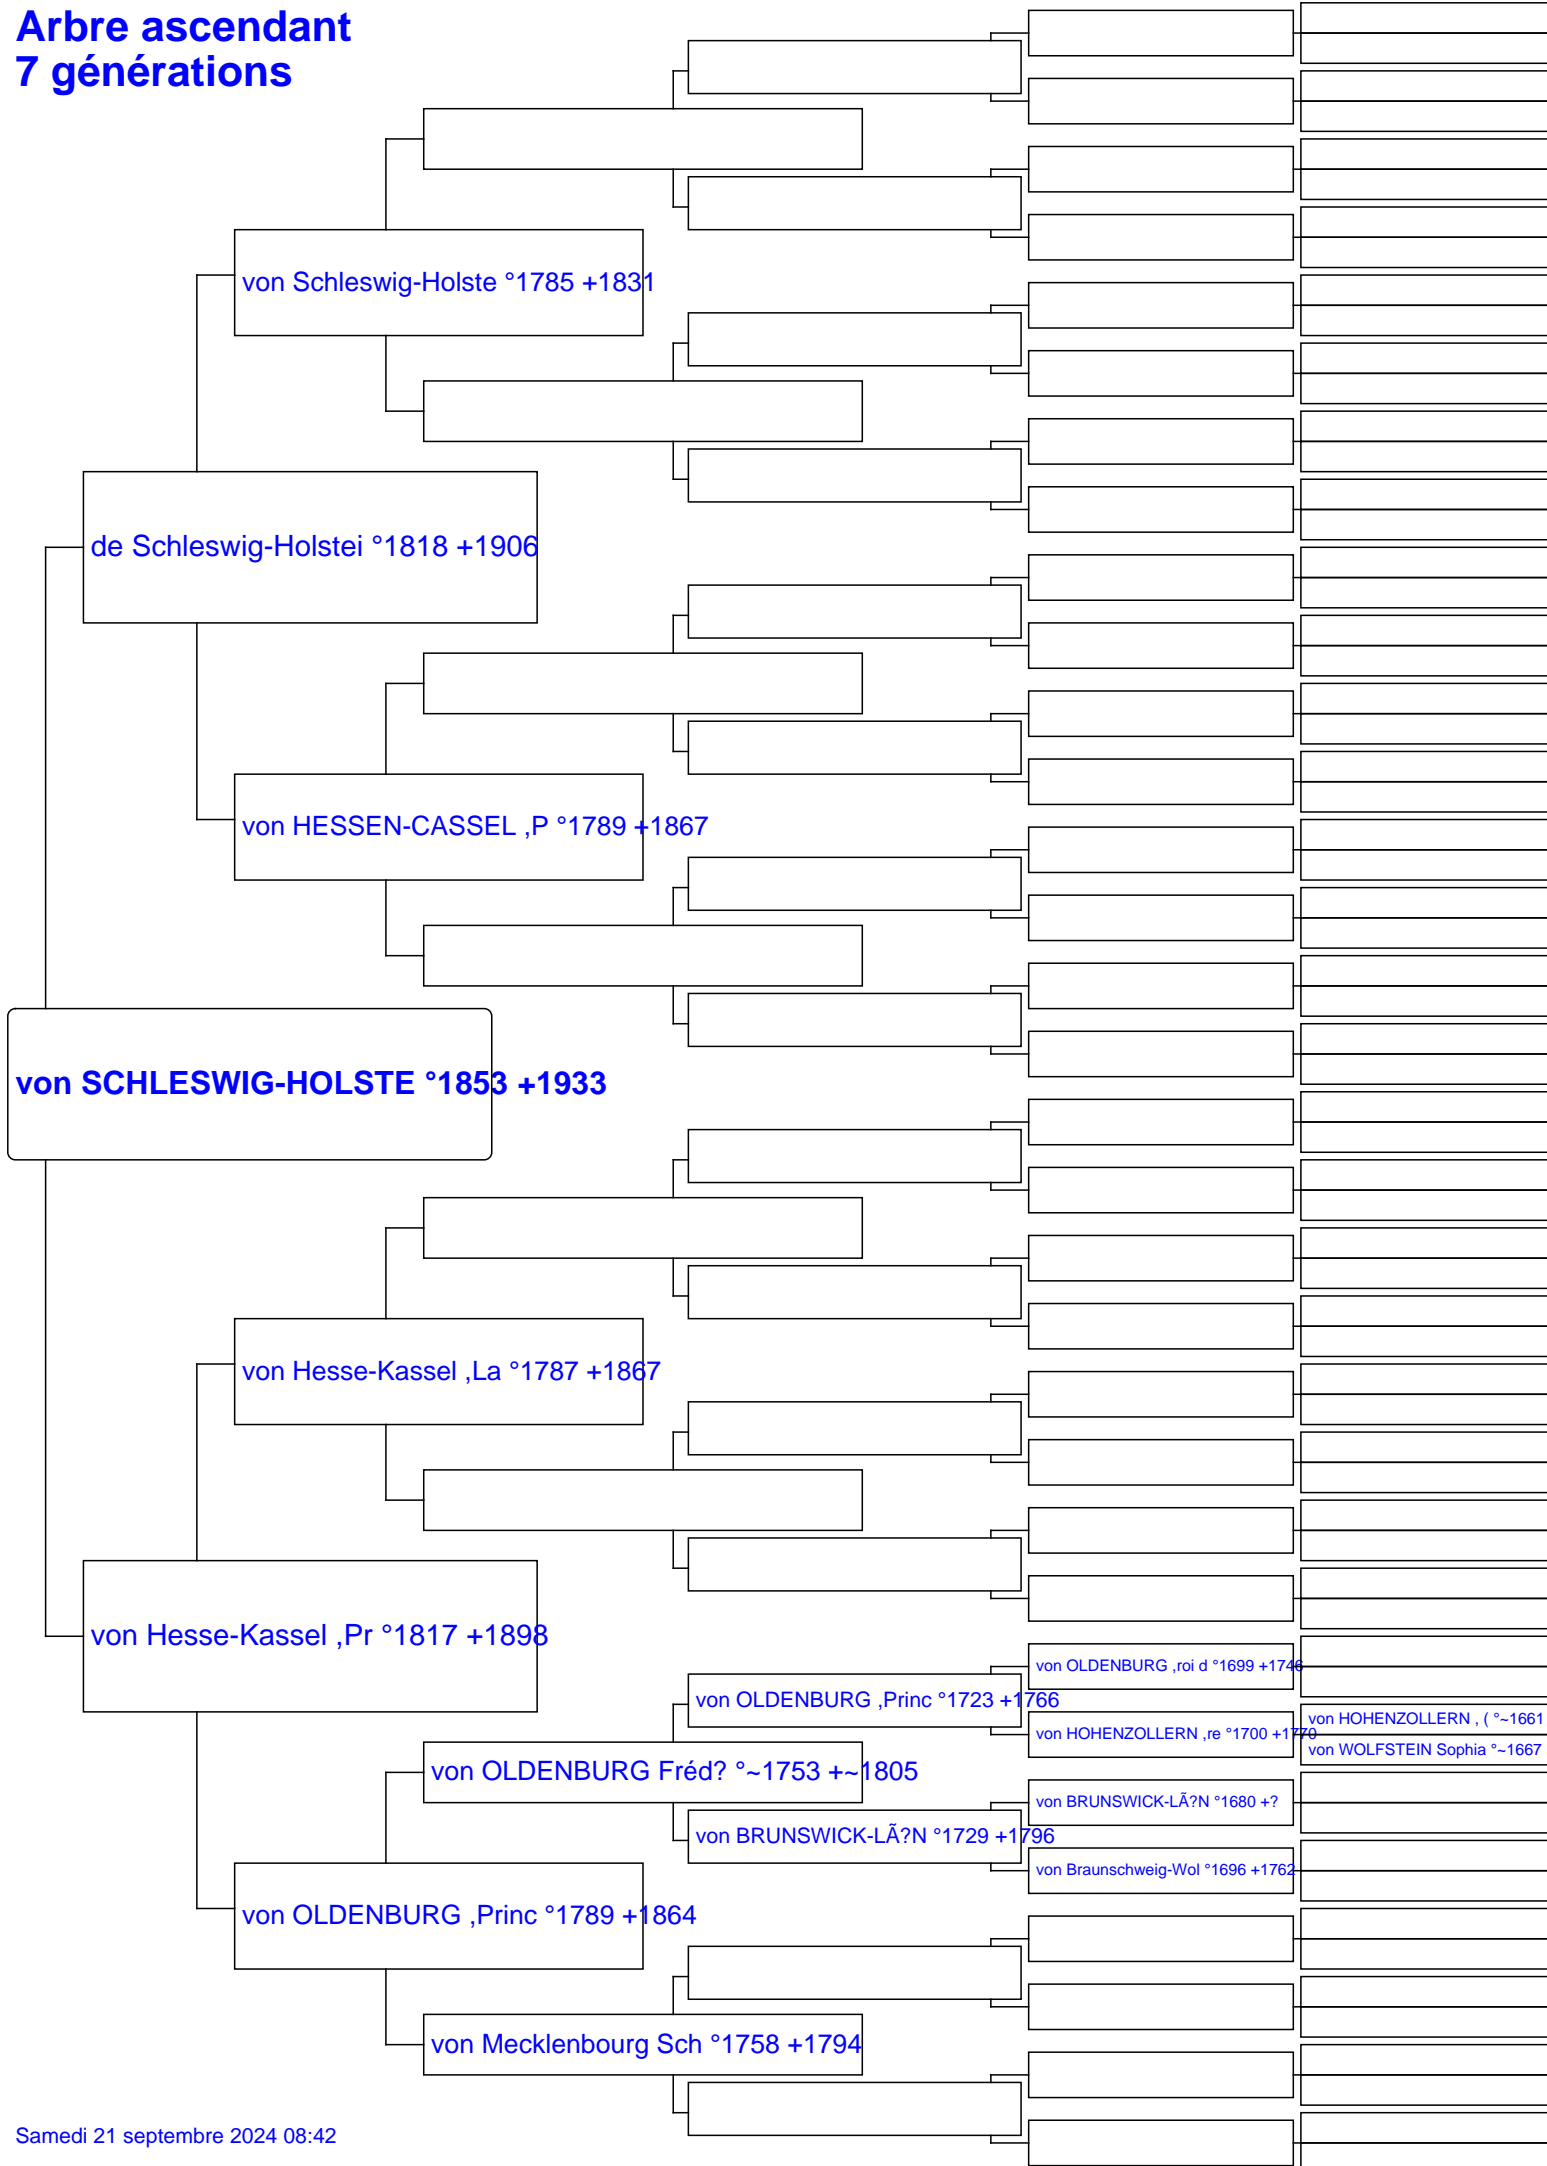 Arbre ascendant
7 générations
von Schleswig-Holste °1785 +1831
de Schleswig-Holstei °1818 +1906
von HESSEN-CASSEL ,P °1789 +1867
von SCHLESWIG-HOLSTE °1853 +1933
von Hesse-Kassel ,La °1787 +1867
von Hesse-Kassel ,Pr °1817 +1898
von OLDENBURG ,roi d °1699 +1746
von OLDENBURG ,Princ °1723 +1766
von HOHENZOLLERN ,re °1700 +1770
von HOHENZOLLERN , ( °~1661
von WOLFSTEIN Sophia °~1667
von OLDENBURG Fréd? °~1753 +~1805
von BRUNSWICK-LÃ?N °1680 +?
von BRUNSWICK-LÃ?N °1729 +1796
von Braunschweig-Wol °1696 +1762
von OLDENBURG ,Princ °1789 +1864
von Mecklenbourg Sch °1758 +1794
Samedi 21 septembre 2024 08:42